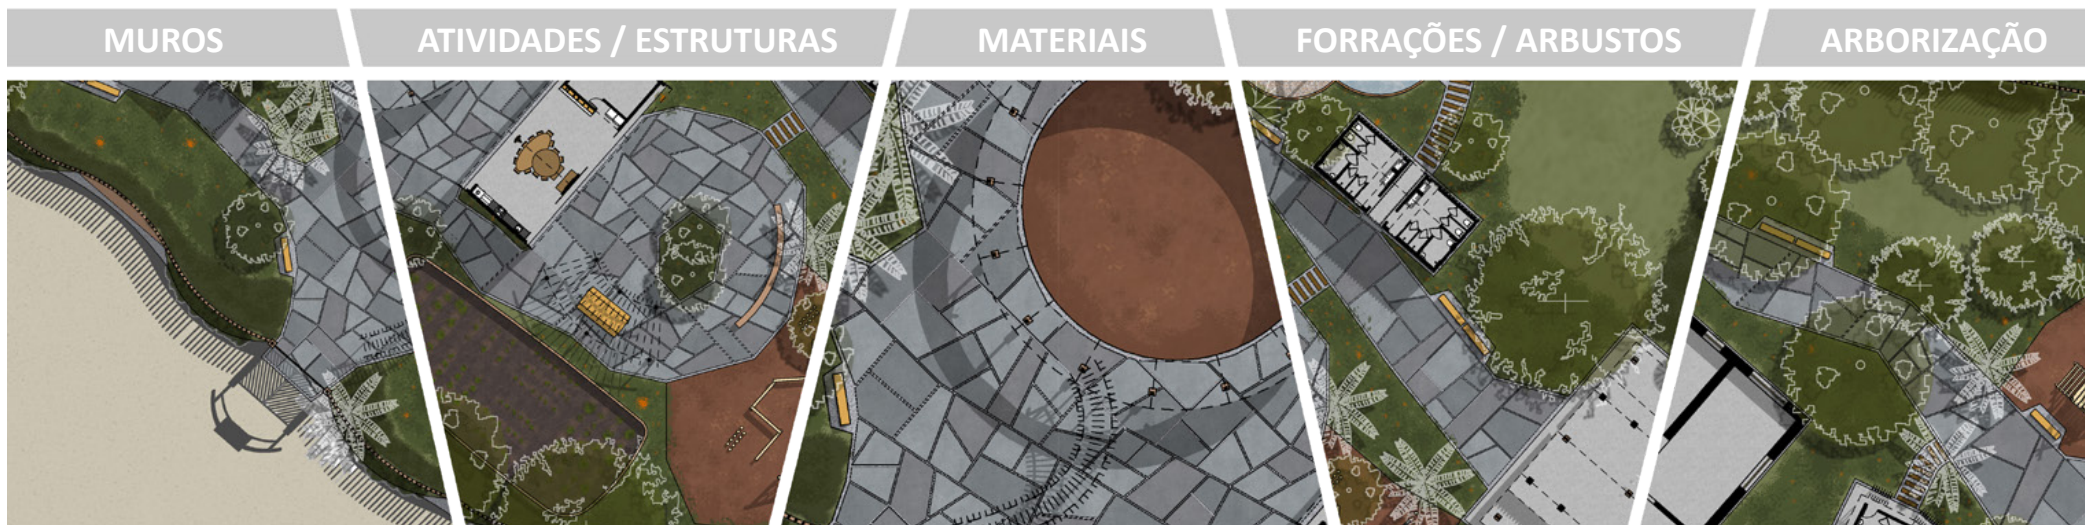 MUROS
ATIVIDADES / ESTRUTURAS
MATERIAIS
FORRAÇÕES / ARBUSTOS
ARBORIZAÇÃO